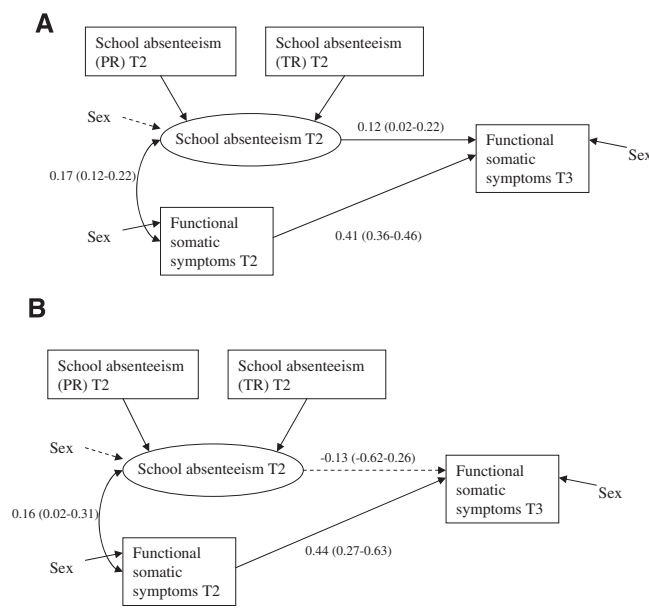 A
School absenteeism
(PR) T2
School absenteeism
(TR) T2
Sex
School absenteeism T2
0.12 (0.02-0.22)
Functional
somatic
symptoms T3
Sex
0.17 (0.12-0.22)
Sex
Functional
somatic
symptoms T2
0.41 (0.36-0.46)
B
School absenteeism
(PR) T2
School absenteeism
(TR) T2
Sex
School absenteeism T2
-0.13 (-0.62-0.26)
Functional
somatic
symptoms T3
Sex
0.16 (0.02-0.31)
Sex
Functional
somatic
symptoms T2
0.44 (0.27-0.63)